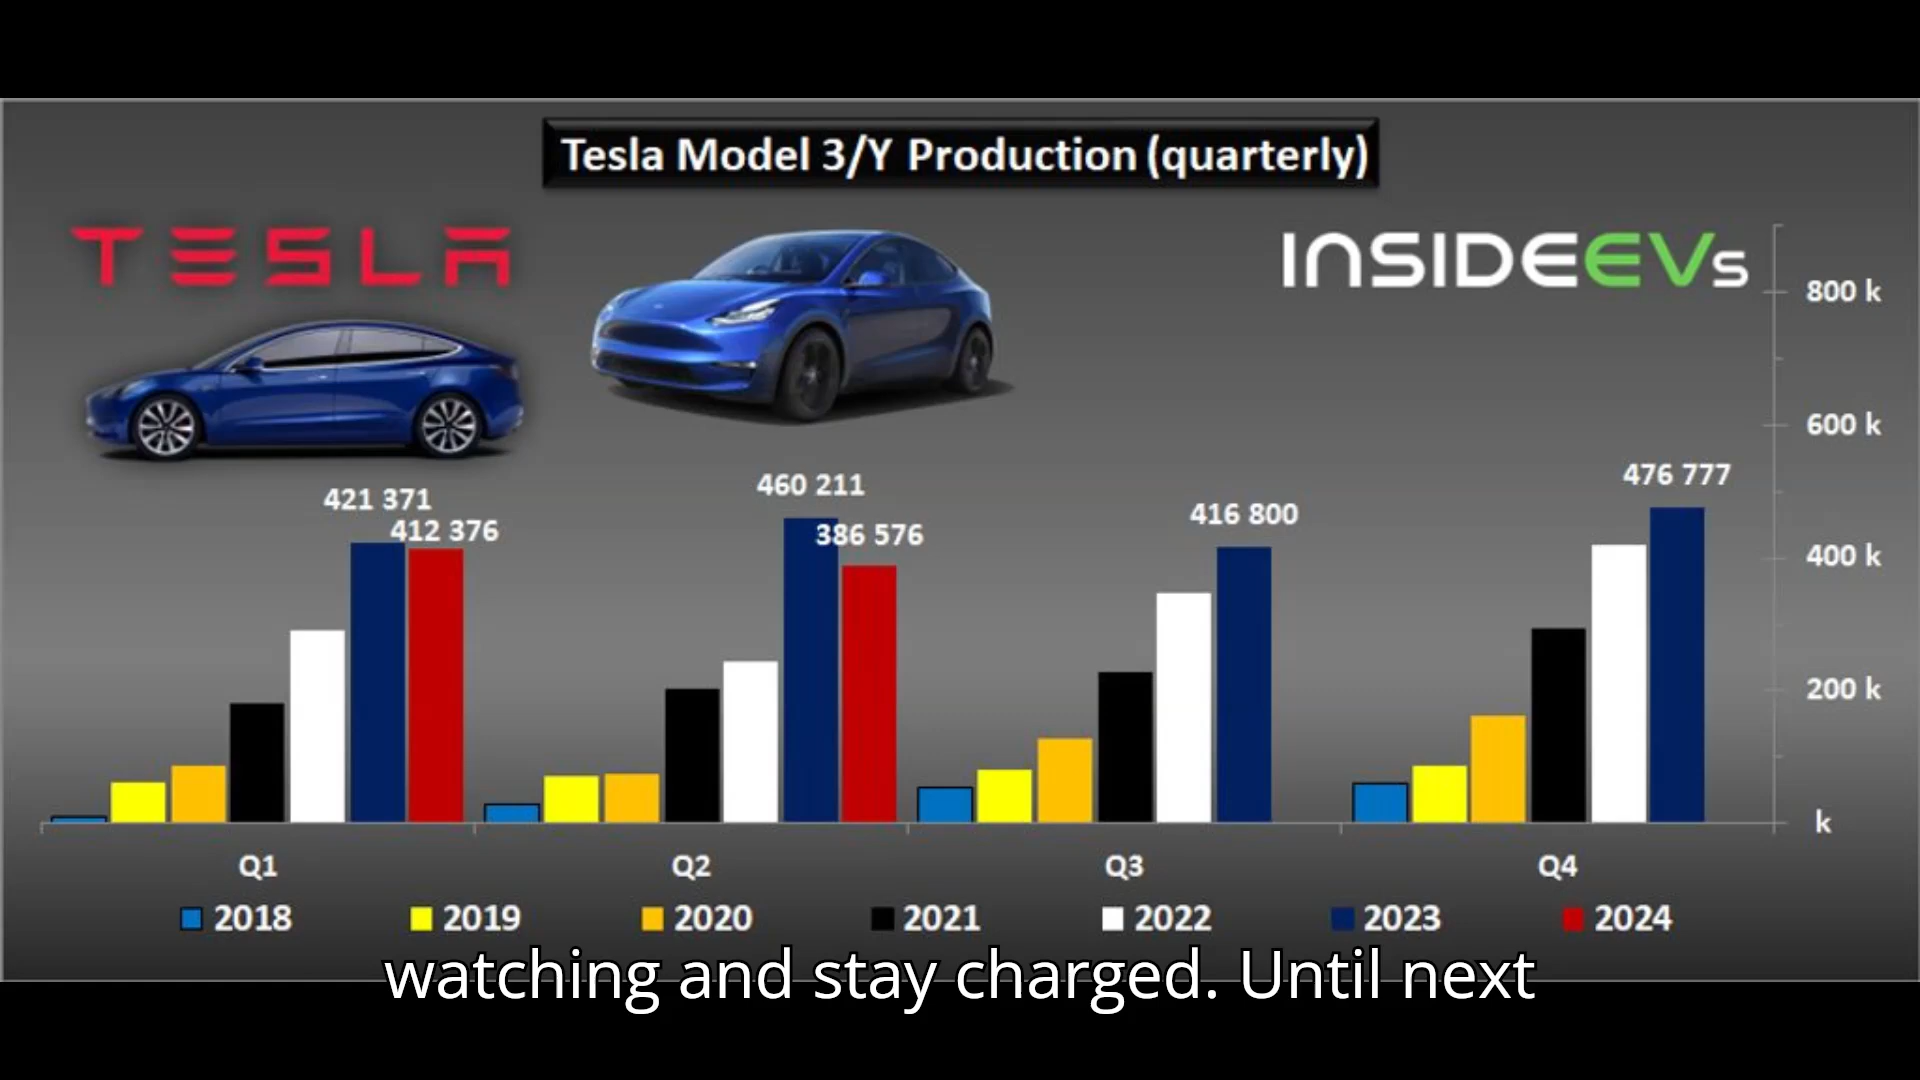 Tesla Model 3/Y Production (quarterly)
TESLA
INSIDEEVs
800 k
600 k
476 777
460 211
421 371
416 800
412 376
386 576
400 k
200 k
k
Q1 Q2 Q3 Q4
2018 2019 2020 2021 2022 2023 2024
watching and stay charged. Until next